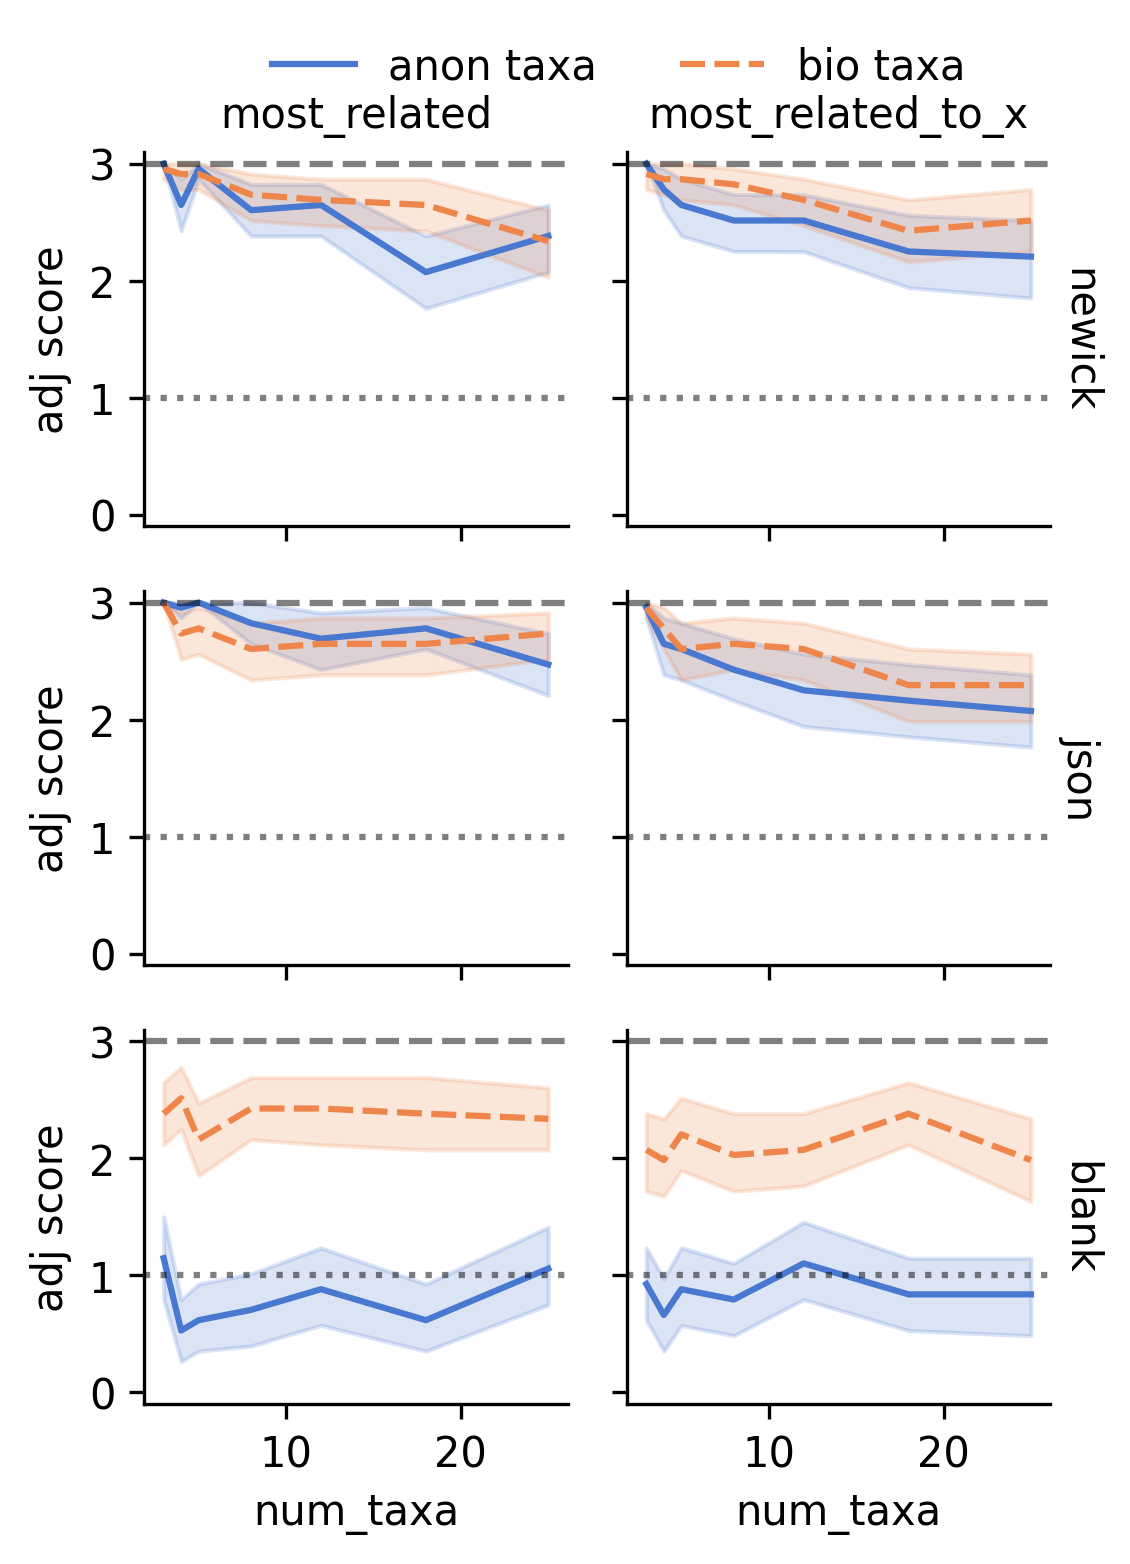 anon taxa bio taxa
most_related most_related_to_x
3
2
1
0
adj score
newick
3
2
1
0
adj score
json
3
2
1
0
adj score
blank
10 20 10 20
num_taxa num_taxa